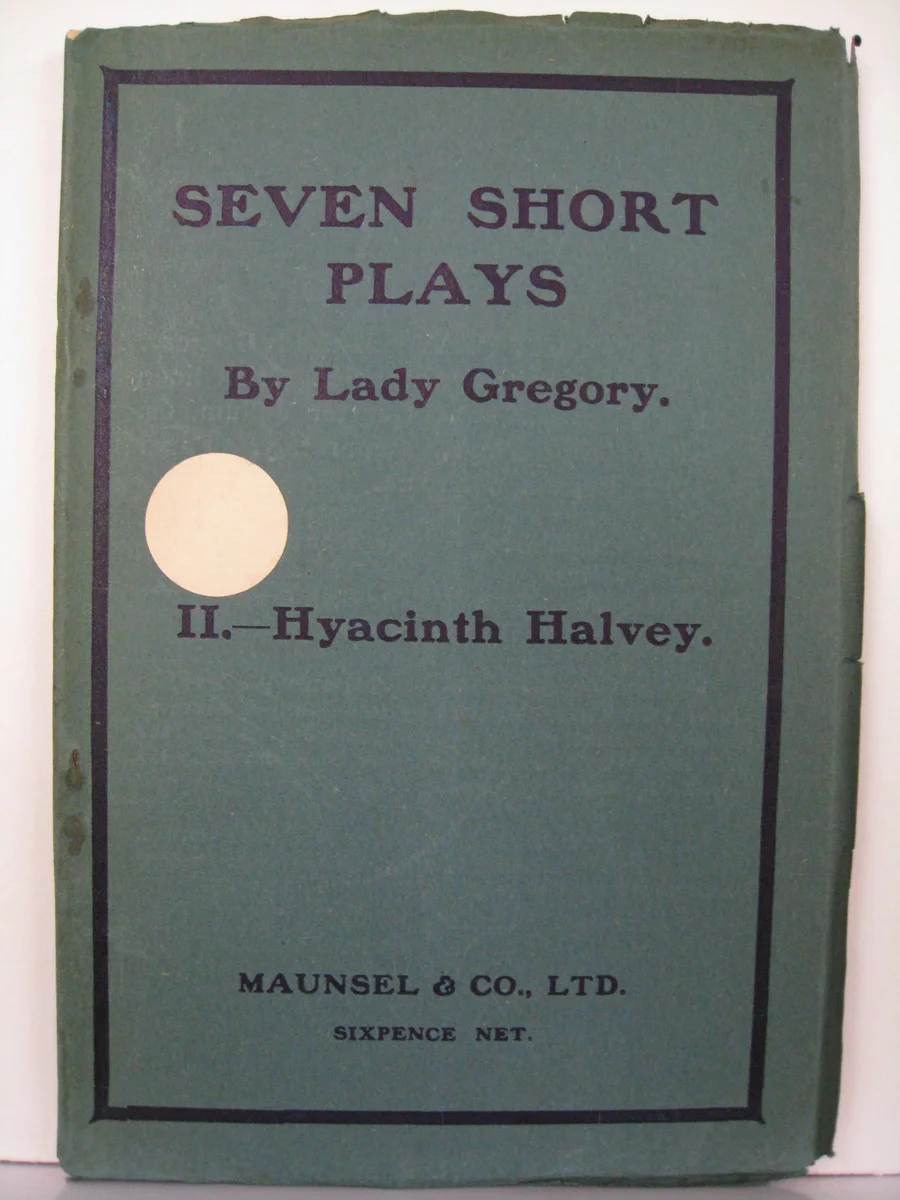 SEVEN SHORT
PLAYS
By Lady Gregory.
II.—Hyacinth Halvey.
MAUNSEL & CO., LTD.
SIXPENCE NET.